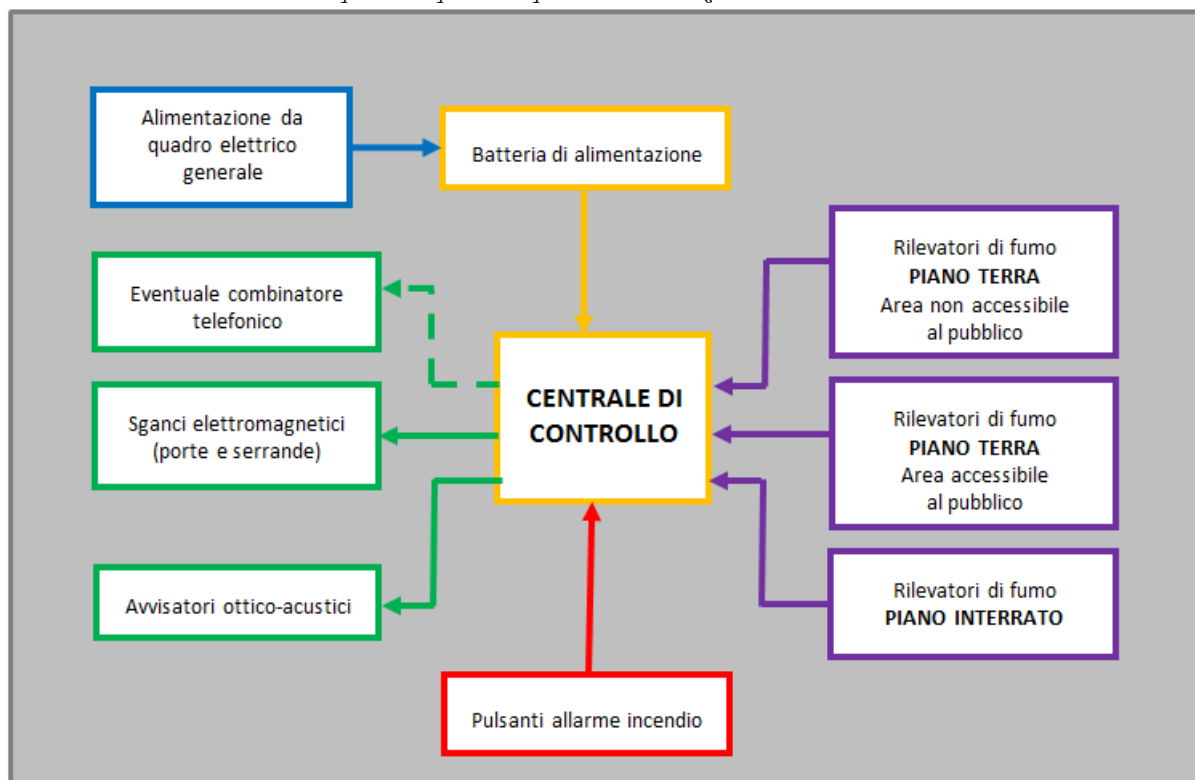 Alimentazione da
quadro elettrico
generale
Batteria di alimentazione
Rilevatori di fumo
PIANO TERRA
Area non accessibile
al pubblico
Eventuale combinatore
telefonico
CENTRALE DI
CONTROLLO
Sganci elettromagnetici
(porte e serrande)
Rilevatori di fumo
PIANO TERRA
Area accessibile
al pubblico
Avvisatori ottico-acustici
Rilevatori di fumo
PIANO INTERRATO
Pulsanti allarme incendio